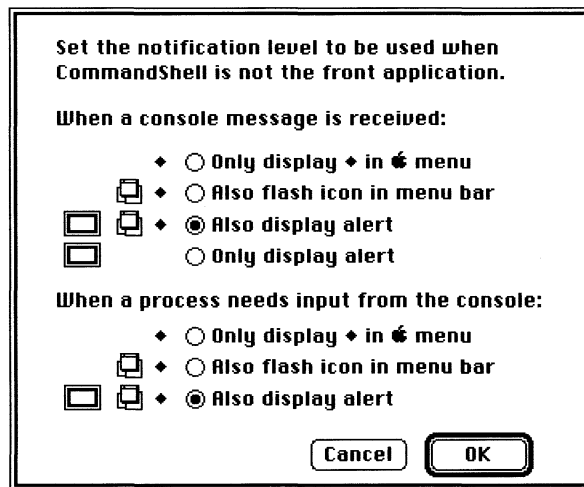 Set the notification level to be used when
CommandShell is not the front application.
When a console message is received:
◆ Only display ◆ in  menu
◆ Also flash icon in menu bar
◆ Also display alert
Only display alert
When a process needs input from the console:
◆ Only display ◆ in  menu
◆ Also flash icon in menu bar
◆ Also display alert
Cancel OK